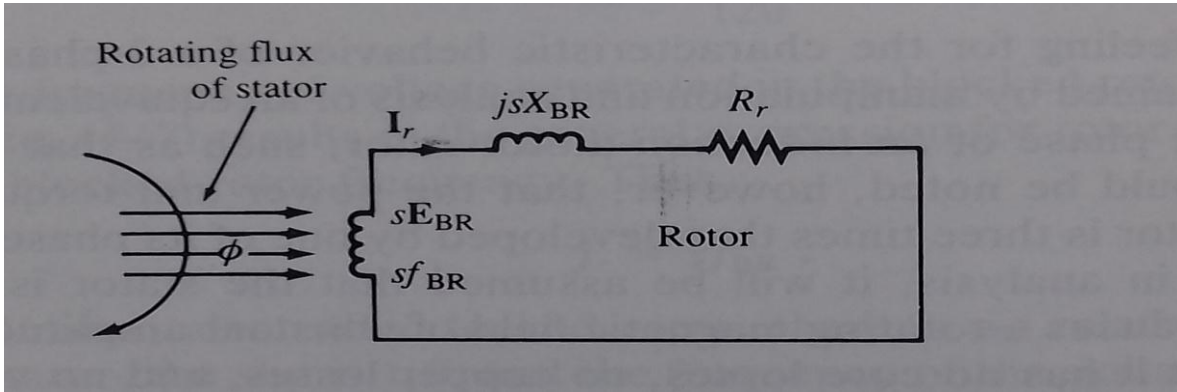 Rotating flux
of stator
I_r
jsX_BR
R_r
sE_BR
ϕ
sf_BR
Rotor